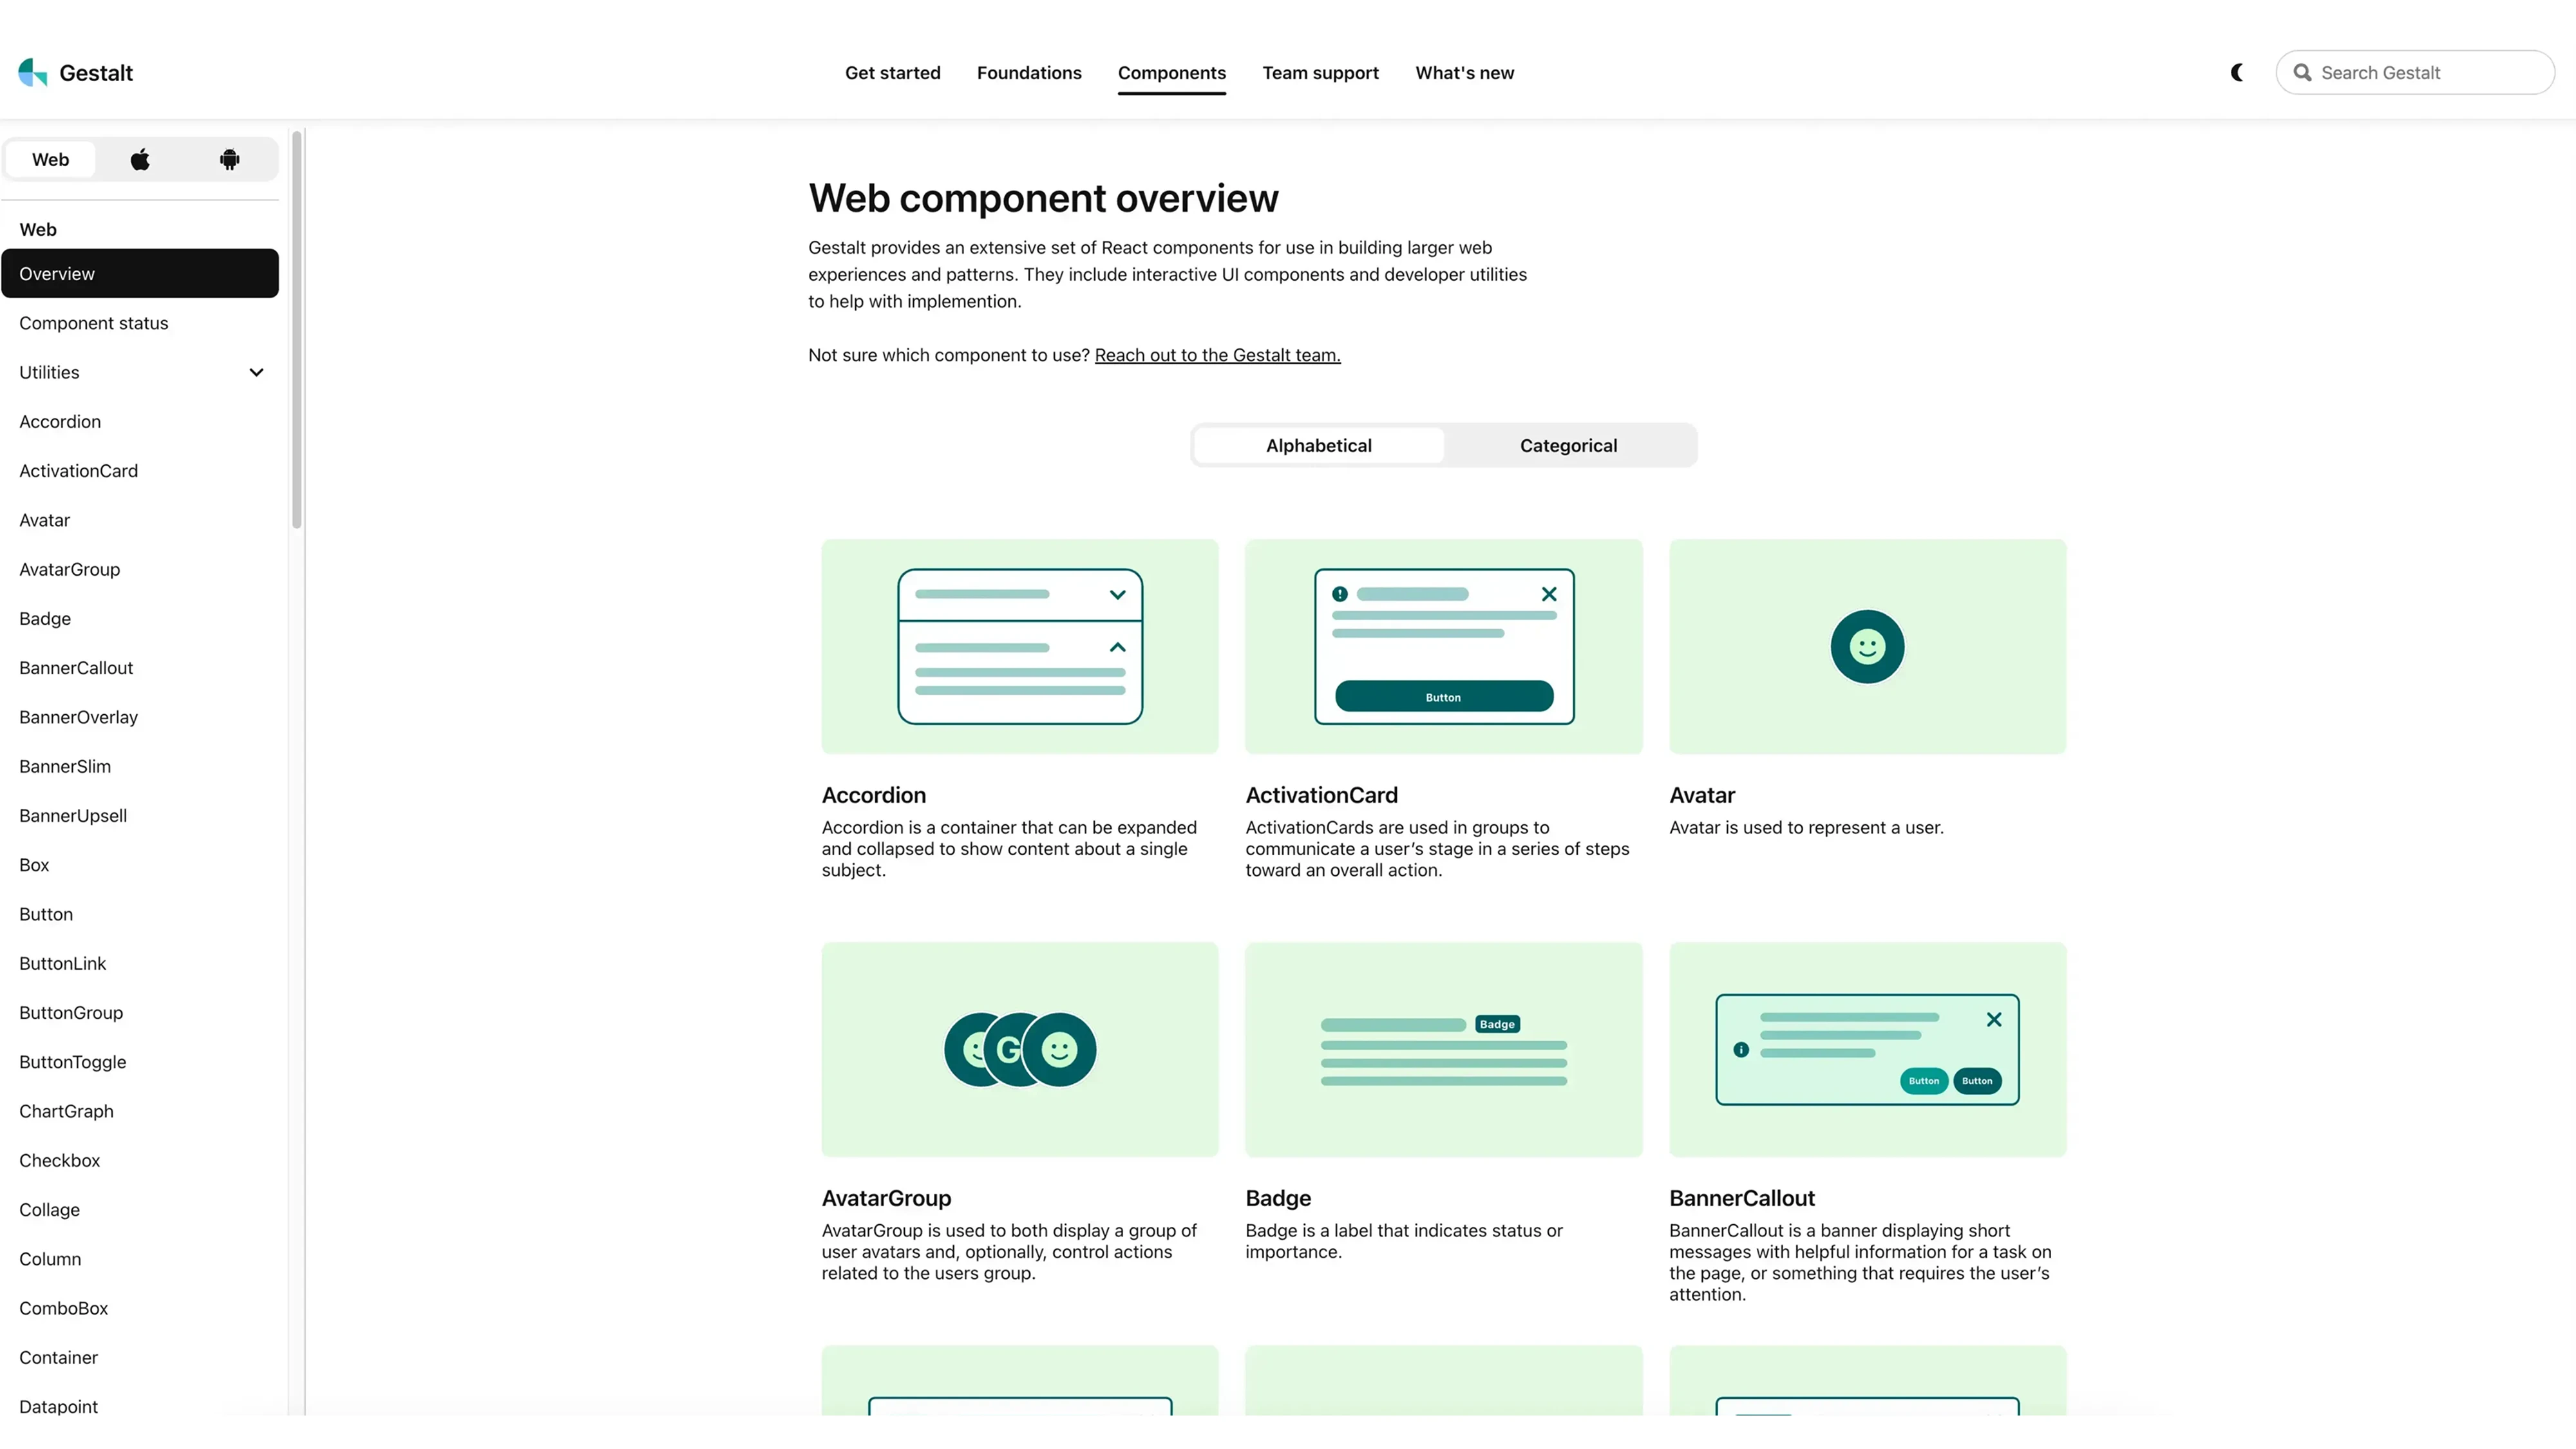 Gestalt
Get started
Foundations
Components
Team support
What's new
Search Gestalt
Web
Web
Overview
Component status
Utilities
Accordion
ActivationCard
Avatar
AvatarGroup
Badge
BannerCallout
BannerOverlay
BannerSlim
BannerUpsell
Box
Button
ButtonLink
ButtonGroup
ButtonToggle
ChartGraph
Checkbox
Collage
Column
ComboBox
Container
Datapoint
Web component overview
Gestalt provides an extensive set of React components for use in building larger web
experiences and patterns. They include interactive UI components and developer utilities
to help with implemention.
Not sure which component to use? Reach out to the Gestalt team.
Alphabetical
Categorical
Button
Accordion
Accordion is a container that can be expanded
and collapsed to show content about a single
subject.
ActivationCard
ActivationCards are used in groups to
communicate a user’s stage in a series of steps
toward an overall action.
Avatar
Avatar is used to represent a user.
G
Badge
Button
Button
AvatarGroup
AvatarGroup is used to both display a group of
user avatars and, optionally, control actions
related to the users group.
Badge
Badge is a label that indicates status or
importance.
BannerCallout
BannerCallout is a banner displaying short
messages with helpful information for a task on
the page, or something that requires the user’s
attention.